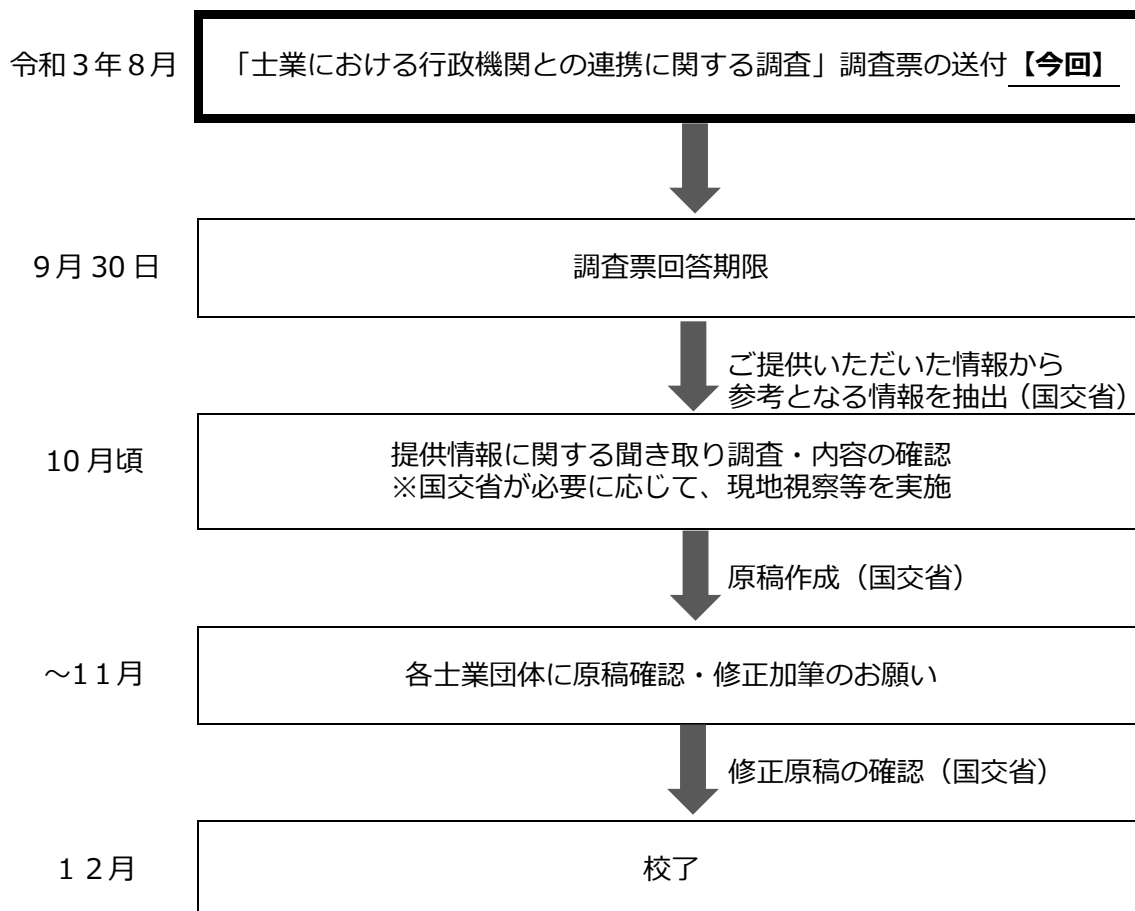 令和３年８月
「士業における行政機関との連携に関する調査」調査票の送付【今回】
９月 30 日
調査票回答期限
ご提供いただいた情報から
参考となる情報を抽出（国交省）
10 月頃
提供情報に関する聞き取り調査・内容の確認
※国交省が必要に応じて、現地視察等を実施
原稿作成（国交省）
～１１月
各士業団体に原稿確認・修正加筆のお願い
修正原稿の確認（国交省）
１２月
校了